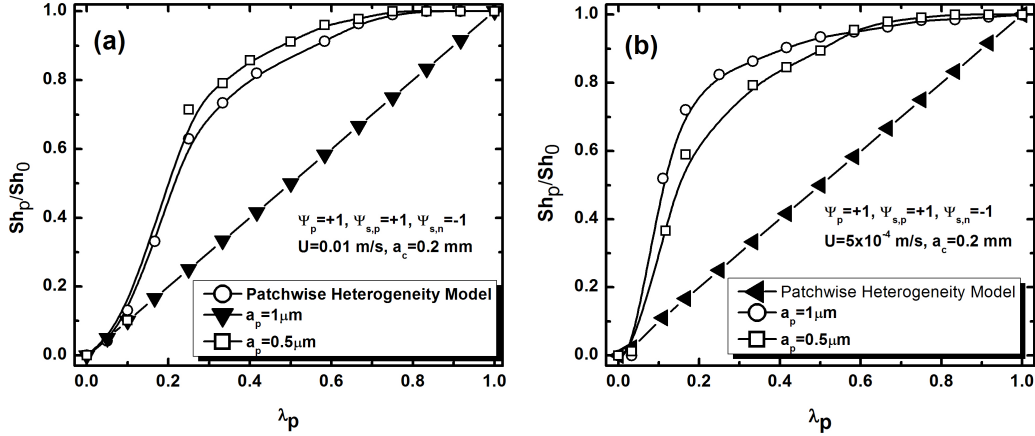 (a)
Sh_p/Sh_0
1.0
0.8
0.6
0.4
0.2
0.0
Ψ_p=+1, Ψ_s,p=+1, Ψ_s,n=-1
U=0.01 m/s, a_c=0.2 mm
Patchwise Heterogeneity Model
a_p=1μm
a_p=0.5μm
0.0 0.2 0.4 0.6 0.8 1.0
λ_p
(b)
Sh_p/Sh_0
1.0
0.8
0.6
0.4
0.2
0.0
Ψ_p=+1, Ψ_s,p=+1, Ψ_s,n=-1
U=5x10^-4 m/s, a_c=0.2 mm
Patchwise Heterogeneity Model
a_p=1μm
a_p=0.5μm
0.0 0.2 0.4 0.6 0.8 1.0
λ_p